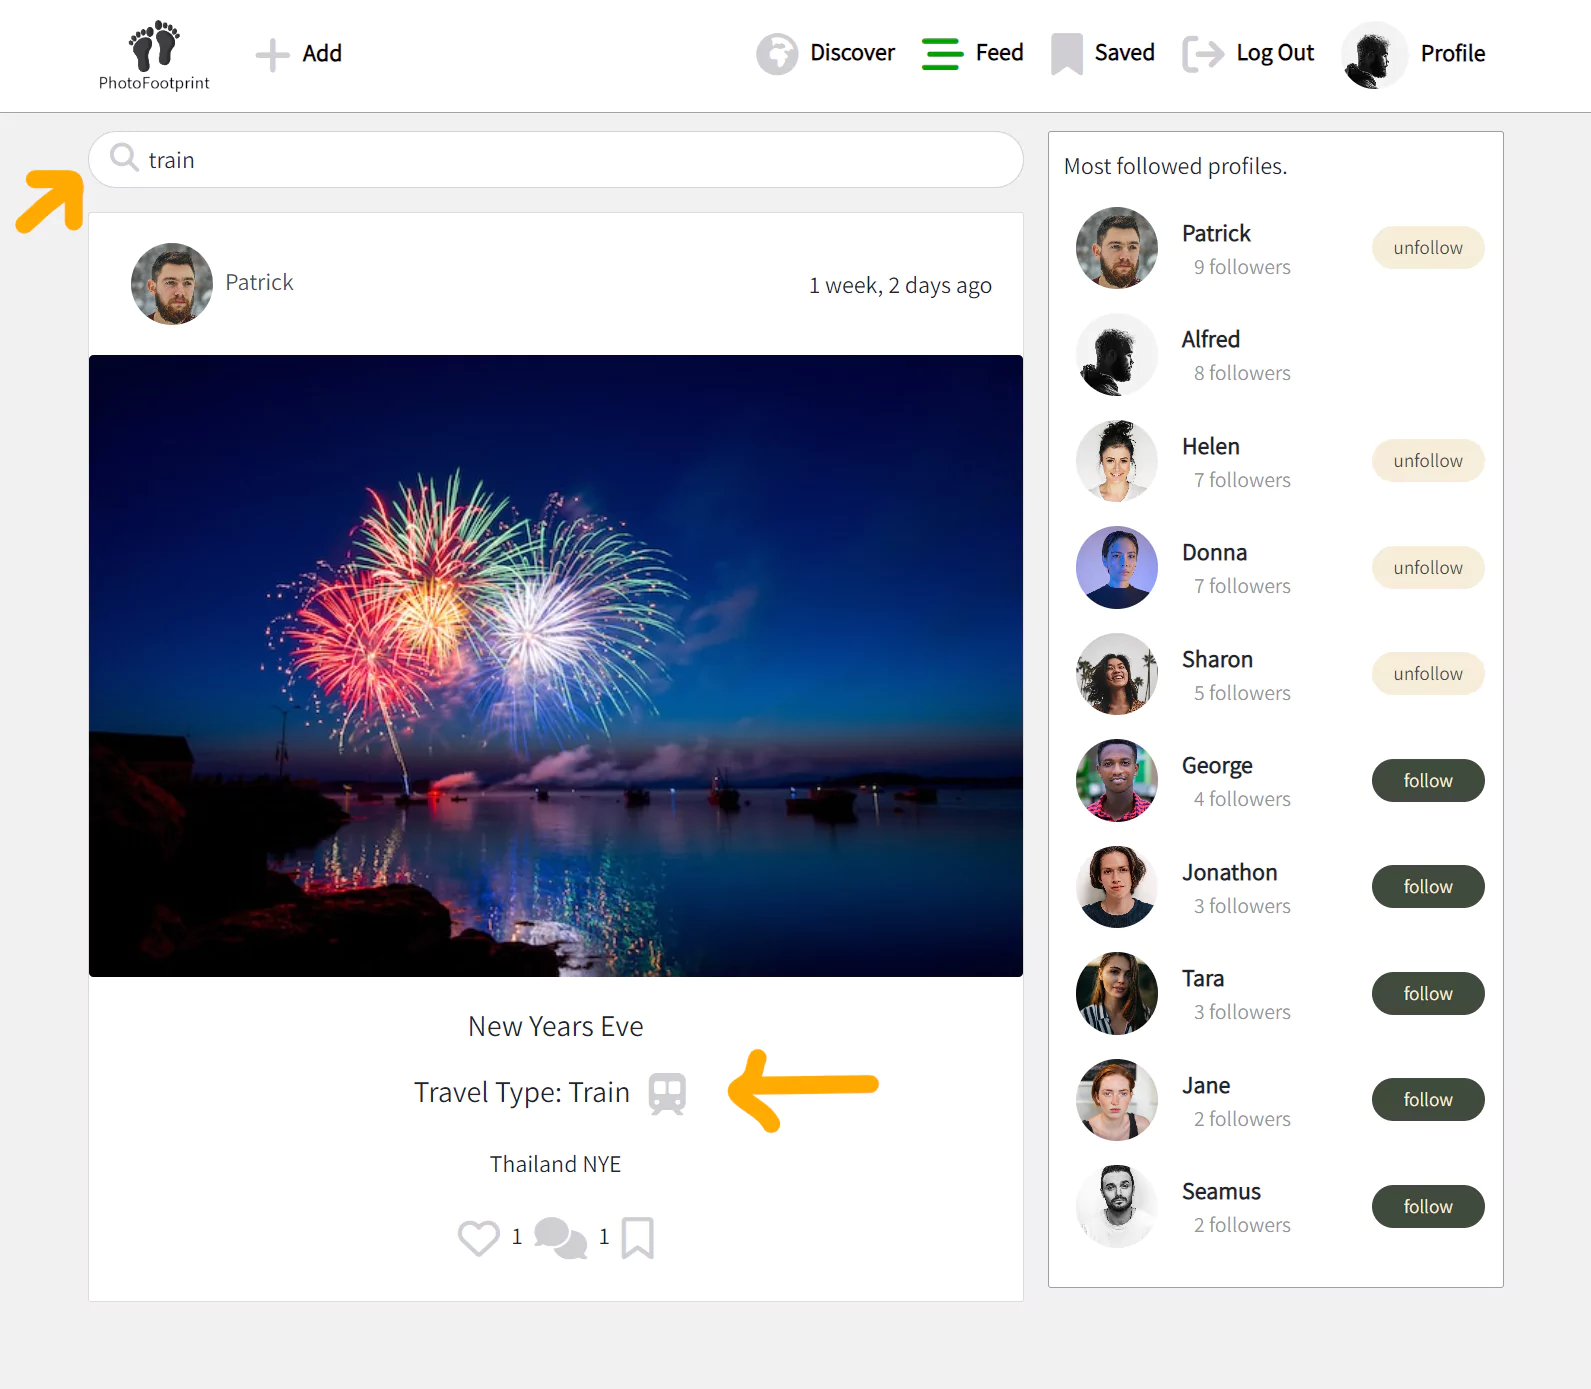 PhotoFootprint
Add
Discover
Feed
Saved
Log Out
Profile
train
Patrick
1 week, 2 days ago
New Years Eve
Travel Type: Train
Thailand NYE
1
1
Most followed profiles.
Patrick
9 followers
unfollow
Alfred
8 followers
Helen
7 followers
unfollow
Donna
7 followers
unfollow
Sharon
5 followers
unfollow
George
4 followers
follow
Jonathon
3 followers
follow
Tara
3 followers
follow
Jane
2 followers
follow
Seamus
2 followers
follow